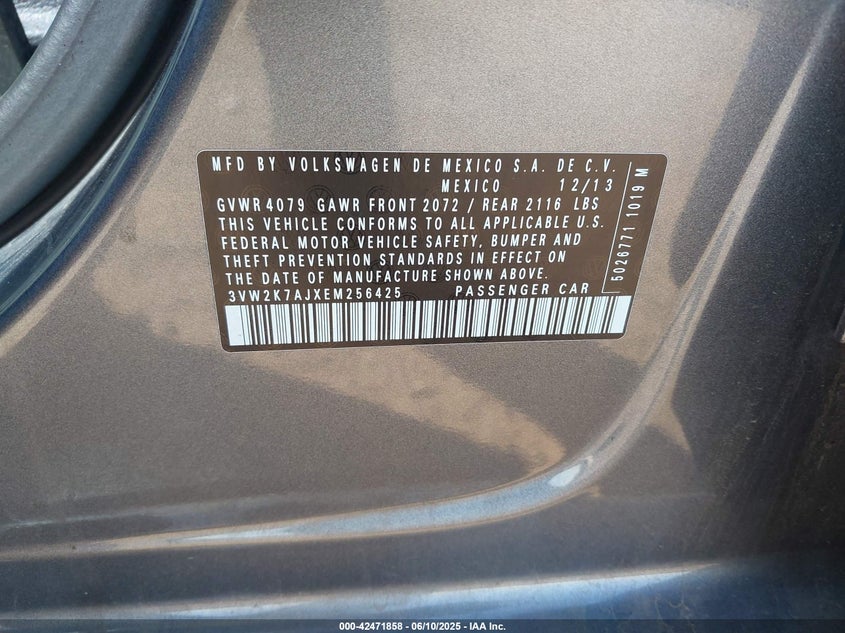 MFD BY VOLKSWAGEN DE MEXICO S.A. DE C.V.
MEXICO 12/13
GVWR 4079 GAWR FRONT 2072 / REAR 2116 LBS
THIS VEHICLE CONFORMS TO ALL APPLICABLE U.S.
FEDERAL MOTOR VEHICLE SAFETY, BUMPER AND
THEFT PREVENTION STANDARDS IN EFFECT ON
THE DATE OF MANUFACTURE SHOWN ABOVE.
3VW2K7AJXEM256425 PASSENGER CAR
5026771 1019 M
000-42471858 - 06/10/2025 - IAA Inc.